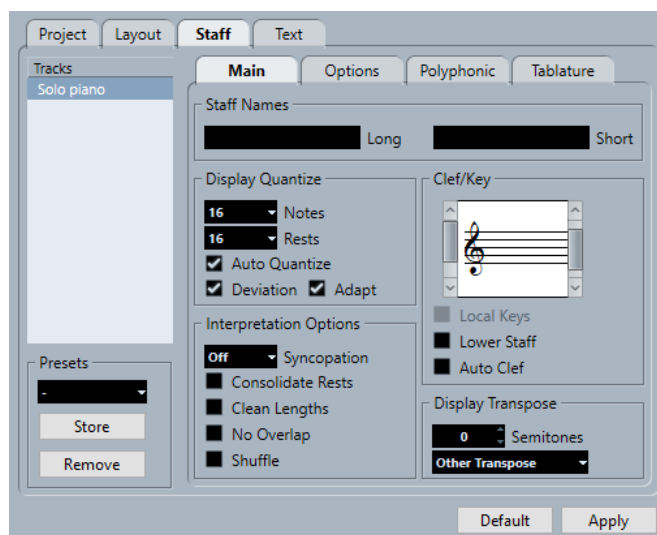 Project Layout Staff Text
Tracks
Solo piano
Main Options Polyphonic Tablature
Staff Names
Long Short
Display Quantize
16 Notes
16 Rests
Auto Quantize
Deviation Adapt
Interpretation Options
Off Syncopation
Consolidate Rests
Clean Lengths
No Overlap
Shuffle
Clef/Key
Local Keys
Lower Staff
Auto Clef
Display Transpose
0 Semitones
Other Transpose
Presets
-
Store
Remove
Default Apply